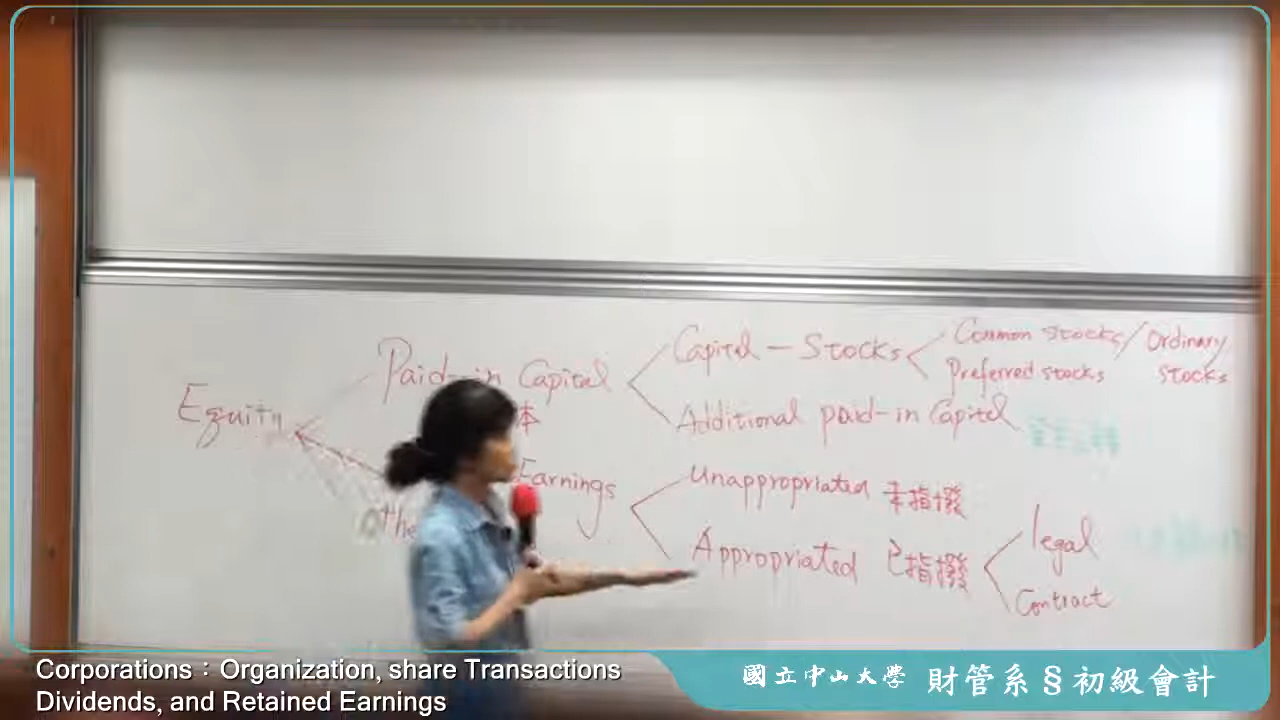 Capital - Stocks
Common stocks / Ordinary stocks
Preferred stocks
Paid-in Capital
本
Additional paid-in Capital
Equity
Earnings
Unappropriated 未指撥
Appropriated 已指撥
legal
Contract
Corporations：Organization, share Transactions
Dividends, and Retained Earnings
國立中山大學 財管系§初級會計